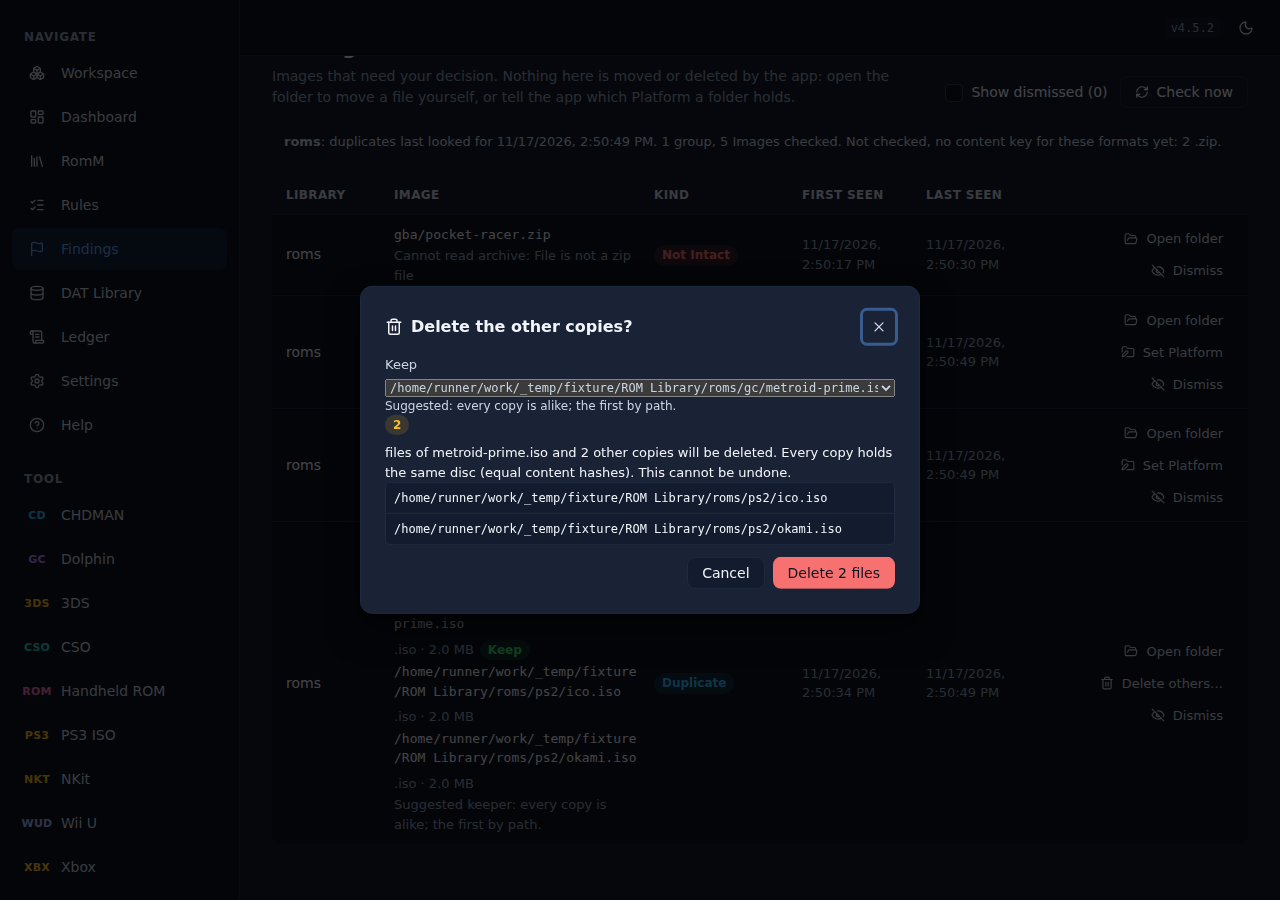 NAVIGATE
Workspace
Dashboard
RomM
Rules
Findings
DAT Library
Ledger
Settings
Help
TOOL
CD CHDMAN
GC Dolphin
3DS 3DS
CSO CSO
ROM Handheld ROM
PS3 PS3 ISO
NKT NKit
WUD Wii U
XBX Xbox
v4.5.2
Images that need your decision. Nothing here is moved or deleted by the app: open the
folder to move a file yourself, or tell the app which Platform a folder holds.
Show dismissed (0)
Check now
roms: duplicates last looked for 11/17/2026, 2:50:49 PM. 1 group, 5 Images checked. Not checked, no content key for these formats yet: 2 .zip.
LIBRARY IMAGE KIND FIRST SEEN LAST SEEN
roms
gba/pocket-racer.zip
Cannot read archive: File is not a zip
file
Not Intact
11/17/2026,
2:50:17 PM
11/17/2026,
2:50:30 PM
Open folder
Dismiss
roms
11/17/2026,
2:50:49 PM
Open folder
Set Platform
Dismiss
roms
11/17/2026,
2:50:49 PM
Open folder
Set Platform
Dismiss
Delete the other copies?
Keep
/home/runner/work/_temp/fixture/ROM Library/roms/gc/metroid-prime.is
Suggested: every copy is alike; the first by path.
2
files of metroid-prime.iso and 2 other copies will be deleted. Every copy holds
the same disc (equal content hashes). This cannot be undone.
/home/runner/work/_temp/fixture/ROM Library/roms/ps2/ico.iso
/home/runner/work/_temp/fixture/ROM Library/roms/ps2/okami.iso
Cancel
Delete 2 files
roms
prime.iso
.iso · 2.0 MB Keep
/home/runner/work/_temp/fixture
/ROM Library/roms/ps2/ico.iso
.iso · 2.0 MB
/home/runner/work/_temp/fixture
/ROM Library/roms/ps2/okami.iso
.iso · 2.0 MB
Suggested keeper: every copy is
alike; the first by path.
Duplicate
11/17/2026,
2:50:34 PM
11/17/2026,
2:50:49 PM
Open folder
Delete others...
Dismiss